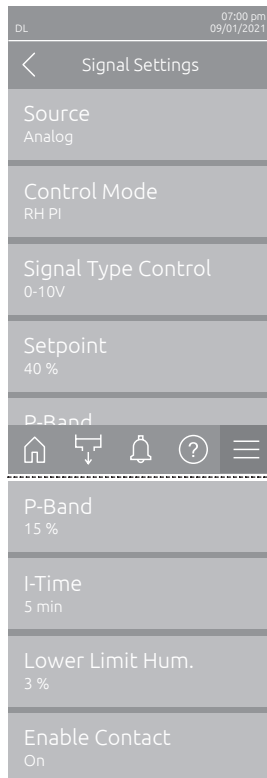 07:00 pm
DL
09/01/2021
Signal Settings
Source
Analog
Control Mode
RH PI
Signal Type Control
0-10V
Setpoint
40 %
P-Band
?
P-Band
15 %
I-Time
5 min
Lower Limit Hum.
3 %
Enable Contact
On